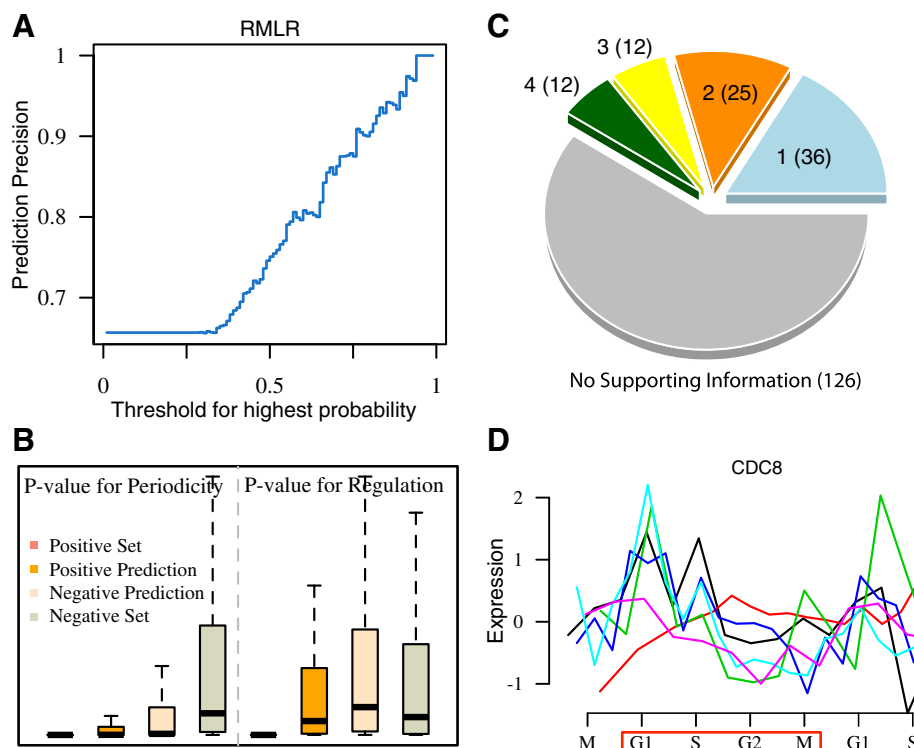 A
RMLR
Prediction Precision
1
0.9
0.8
0.7
0
0.5
1
Threshold for highest probability
B
P-value for Periodicity
P-value for Regulation
Positive Set
Positive Prediction
Negative Prediction
Negative Set
C
4 (12)
3 (12)
2 (25)
1 (36)
No Supporting Information (126)
D
CDC8
Expression
2
1
0
-1
M G1 S G2 M G1 S